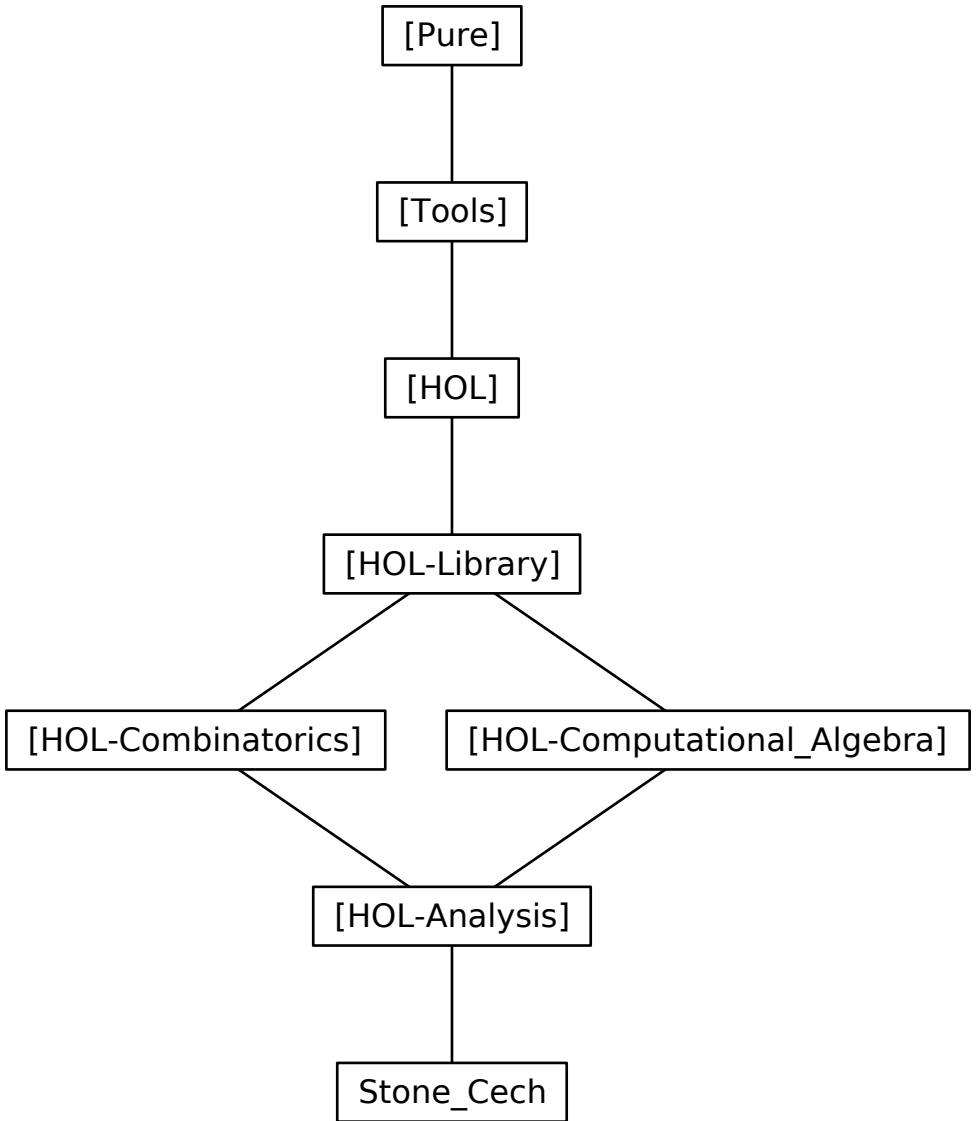 [Pure]
[Tools]
[HOL]
[HOL-Library]
[HOL-Combinatorics]
[HOL-Computational_Algebra]
[HOL-Analysis]
Stone_Cech